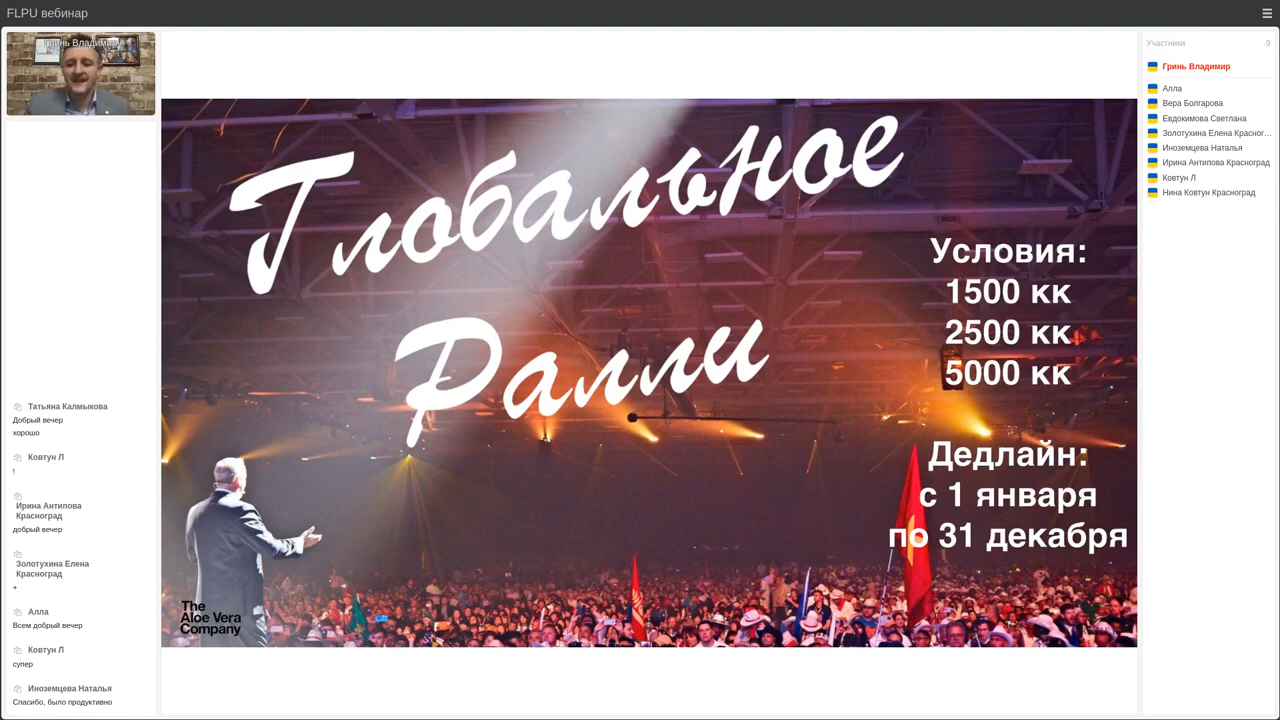 FLPU вебинар
Гринь Владимир
Татьяна Калмыкова
Добрый вечер
хорошо
Ковтун Л
!
Ирина Антипова
Красноград
добрый вечер
Золотухина Елена
Красноград
+
Алла
Всем добрый вечер
Ковтун Л
супер
Иноземцева Наталья
Спасибо, было продуктивно
Глобальное
Ралли
Условия:
1500 кк
2500 кк
5000 кк
Дедлайн:
с 1 января
по 31 декабря
The
Aloe Vera
Company
Участники 9
Гринь Владимир
Алла
Вера Болгарова
Евдокимова Светлана
Золотухина Елена Красног…
Иноземцева Наталья
Ирина Антипова Красноград
Ковтун Л
Нина Ковтун Красноград